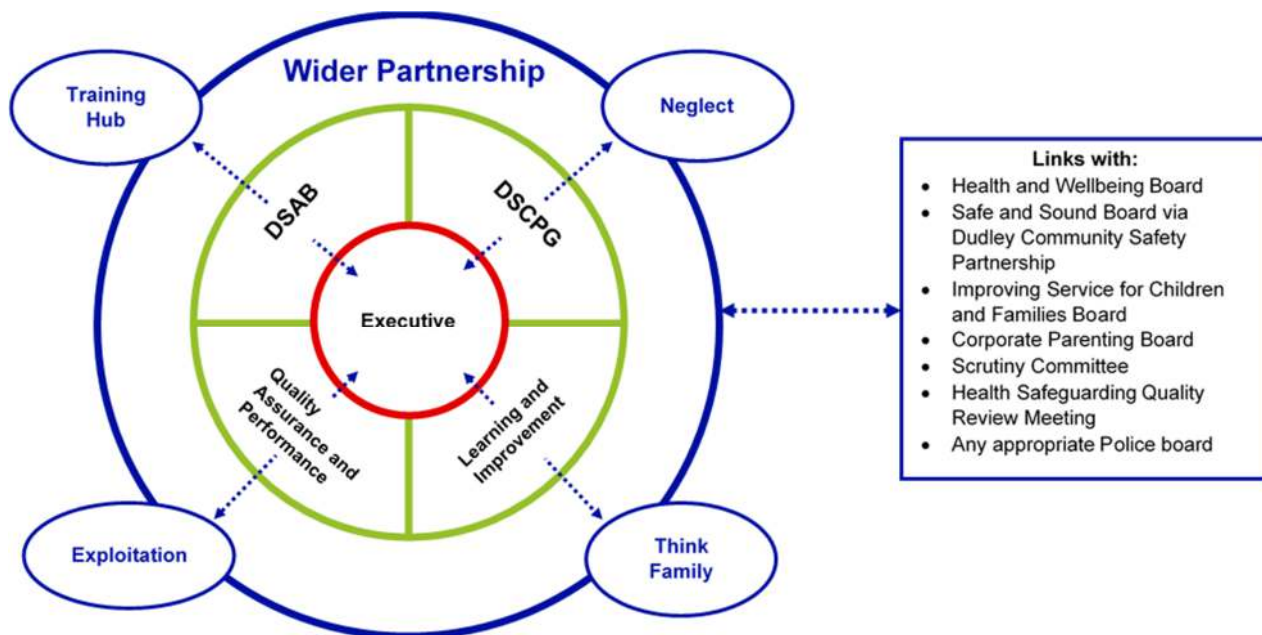 Wider Partnership
Training
Hub
Neglect
DSAB
DSCPG
Executive
Quality
Assurance and
Performance
Learning and
Improvement
Exploitation
Think
Family
Links with:
• Health and Wellbeing Board
• Safe and Sound Board via
Dudley Community Safety
Partnership
• Improving Service for Children
and Families Board
• Corporate Parenting Board
• Scrutiny Committee
• Health Safeguarding Quality
Review Meeting
• Any appropriate Police board